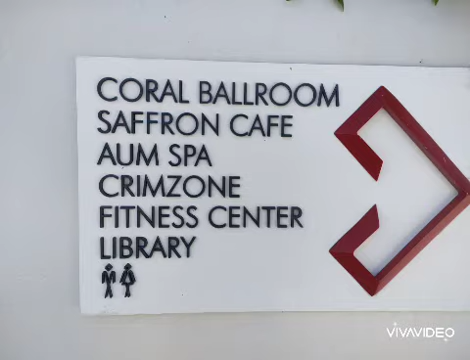 CORAL BALLROOM
SAFFRON CAFE
AUM SPA
CRIMZONE
FITNESS CENTER
LIBRARY
VIVAVIDEO